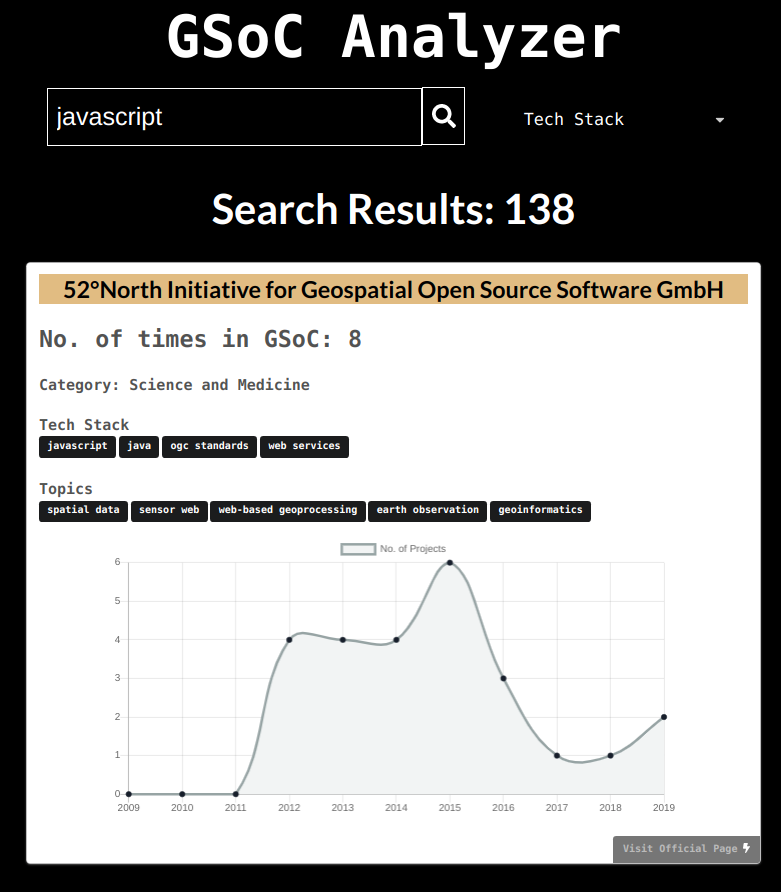 GSoC Analyzer
javascript
Tech Stack
Search Results: 138
52°North Initiative for Geospatial Open Source Software GmbH
No. of times in GSoC: 8
Category: Science and Medicine
Tech Stack
javascript java ogc standards web services
Topics
spatial data sensor web web-based geoprocessing earth observation geoinformatics
No. of Projects
6
5
4
3
2
1
0
2009 2010 2011 2012 2013 2014 2015 2016 2017 2018 2019
Visit Official Page